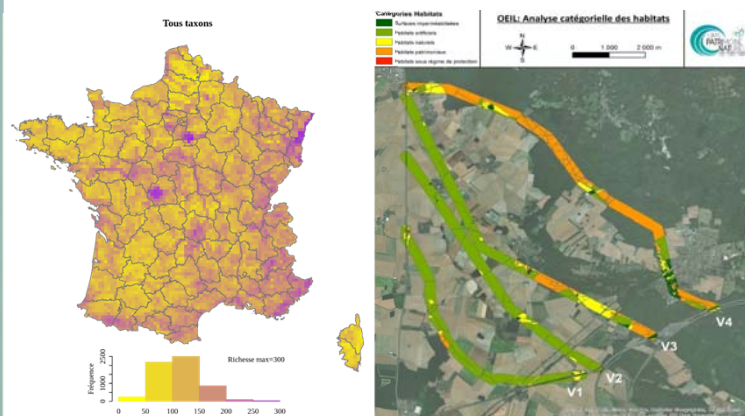 Tous taxons
Richesse max=300
Fréquence
0 1000 2500
0 50 100 150 200 250 300
Catégories Habitats
Surfaces imperméabilisées
Habitats artificiels
Habitats naturels
Habitats patrimoniaux
Habitats sous régime de protection
OEIL: Analyse catégorielle des habitats
N
W E
S
0 1 000 2 000 m
PATRIMOINE
NAT
V4
V3
V2
V1